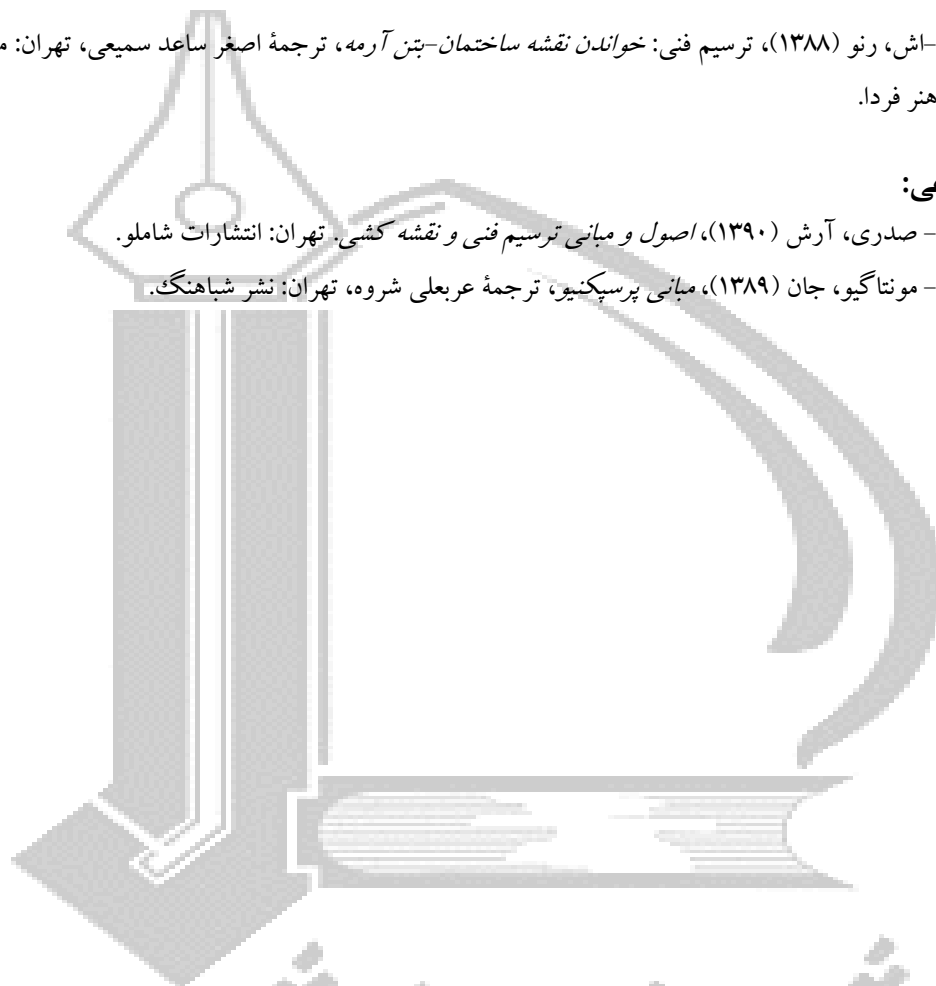 -اش، رنو (۱۳۸۸)، ترسیم فنی: خواندن نقشه ساختمان-بتن آرمه، ترجمهٔ اصغر ساعد سمیعی، تهران:
هنر فردا.
- صدری، آرش (۱۳۹۰)، اصول و مبانی ترسیم فنی و نقشه کشی. تهران: انتشارات شاملو.
- مونتاگیو، جان (۱۳۸۹)، مبانی پرسپکنیو، ترجمهٔ عربعلی شروه، تهران: نشر شباهنگ.